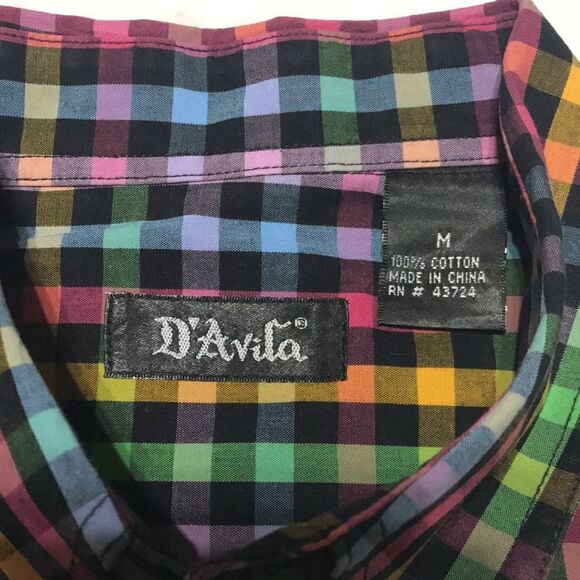 D'Avila®
M
100% COTTON
MADE IN CHINA
RN # 43724